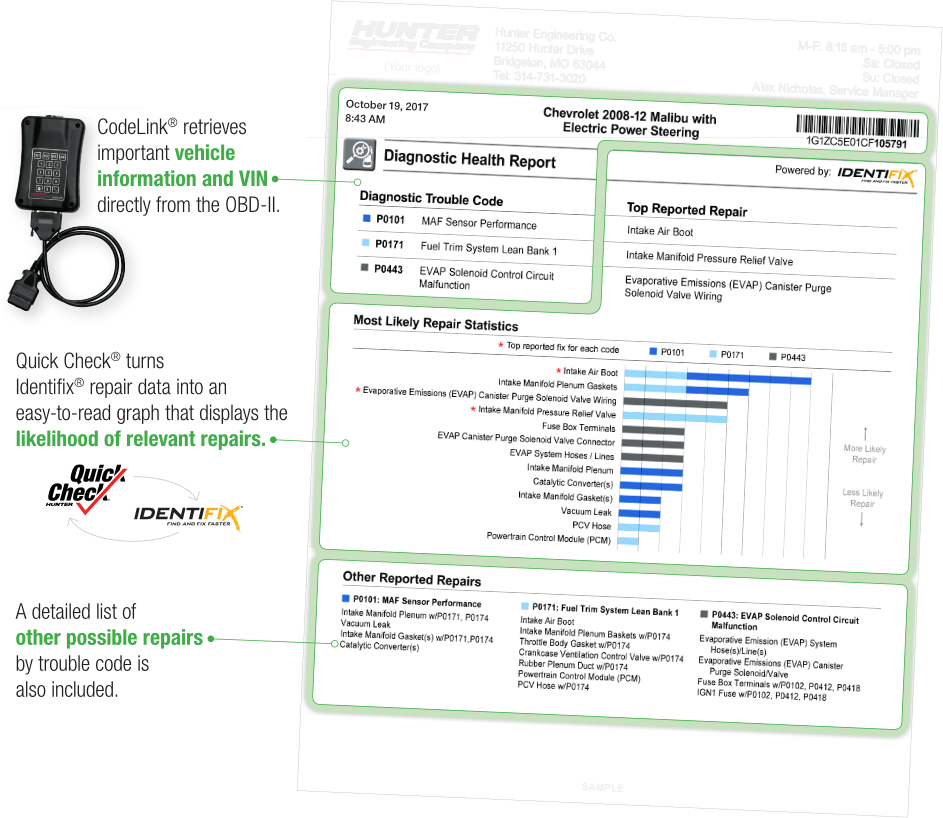 HUNTER
Engineering Company
(Your logo)
Hunter Engineering Co.
11250 Hunter Drive
Bridgeton, MO 63044
Tel: 314-731-3020
M-F: 8:15 am - 5:00 pm
Sa: Closed
Su: Closed
Alex Nicholas, Service Manager
CodeLink® retrieves
important vehicle
information and VIN
directly from the OBD-II.
October 19, 2017
8:43 AM
Chevrolet 2008-12 Malibu with
Electric Power Steering
1G1ZC5E01CF105791
Diagnostic Health Report
Powered by: IDENTIFIX
FIND AND FIX FASTER
Diagnostic Trouble Code
P0101 MAF Sensor Performance
P0171 Fuel Trim System Lean Bank 1
P0443 EVAP Solenoid Control Circuit
Malfunction
Top Reported Repair
Intake Air Boot
Intake Manifold Pressure Relief Valve
Evaporative Emissions (EVAP) Canister Purge
Solenoid Valve Wiring
Quick Check® turns
Identifix® repair data into an
easy-to-read graph that displays the
likelihood of relevant repairs.
Quick
Check
HUNTER
IDENTIFIX
FIND AND FIX FASTER
Most Likely Repair Statistics
* Top reported fix for each code P0101 P0171 P0443
* Intake Air Boot
Intake Manifold Plenum Gaskets
* Evaporative Emissions (EVAP) Canister Purge Solenoid Valve Wiring
* Intake Manifold Pressure Relief Valve
Fuse Box Terminals
EVAP Canister Purge Solenoid Valve Connector
EVAP System Hoses / Lines
Intake Manifold Plenum
Catalytic Converter(s)
Intake Manifold Gasket(s)
Vacuum Leak
PCV Hose
Powertrain Control Module (PCM)
More Likely
Repair
Less Likely
Repair
A detailed list of
other possible repairs
by trouble code is
also included.
Other Reported Repairs
P0101: MAF Sensor Performance
Intake Manifold Plenum w/P0171, P0174
Vacuum Leak
Intake Manifold Gasket(s) w/P0171,P0174
Catalytic Converter(s)
P0171: Fuel Trim System Lean Bank 1
Intake Air Boot
Intake Manifold Plenum Baskets w/P0174
Throttle Body Gasket w/P0174
Crankcase Ventilation Control Valve w/P0174
Rubber Plenum Duct w/P0174
Powertrain Control Module (PCM)
PCV Hose w/P0174
P0443: EVAP Solenoid Control Circuit
Malfunction
Evaporative Emission (EVAP) System
Hose(s)/Line(s)
Evaporative Emissions (EVAP) Canister
Purge Solenoid/Valve
Fuse Box Terminals w/P0102, P0412, P0418
IGN1 Fuse w/P0102, P0412, P0418
SAMPLE